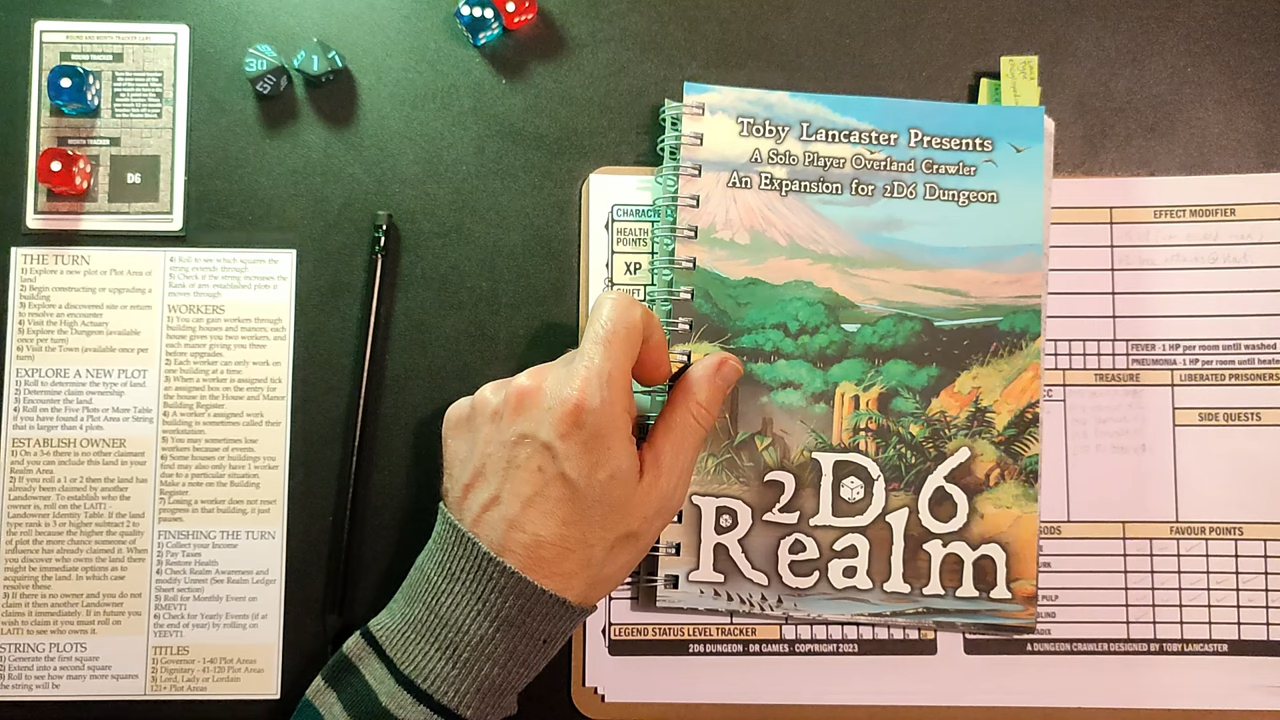 ROUND AND MONTH TRACKER CARD
ROUND TRACKER
MONTH TRACKER
D6
30
1
THE TURN
1) Explore a new plot or Plot Area of
land
2) Begin constructing or upgrading a
building
3) Explore a discovered site or return
to resolve an encounter
4) Visit the High Actuary
5) Explore the Dungeon (available
once per turn)
6) Visit the Town (available once per
turn)
EXPLORE A NEW PLOT
1) Roll to determine the type of land.
2) Determine claim ownership
3) Encounter the land.
4) Roll on the Five Plots or More Table
if you have found a Plot Area or String
that is larger than 4 plots.
ESTABLISH OWNER
1) On a 3-6 there is no other claimant
and you can include this land in your
Realm Area.
2) If you roll a 1 or 2 then the land has
already been claimed by another
Landowner. To establish who the
owner is, roll on the LAIT1 -
Landowner Identity Table. If the land
type rank is 3 or higher subtract 2 to
the roll because the higher the quality
of plot the more chance someone of
influence has already claimed it. When
you discover who owns the land there
might be immediate options as to
acquiring the land. In which case
resolve these.
3) If there is no owner and you do not
claim it then another Landowner
claims it immediately. If in future you
wish to claim it you must roll on
LAIT1 to see who owns it.
STRING PLOTS
1) Generate the first square
2) Extend into a second square
3) Roll to see how many more squares
the string will be
4) Roll to see which squares the
string extends through
5) Check if the string increases the
Rank of any established plots it
moves through
WORKERS
1) You can gain workers through
building houses and manors, each
house gives you two workers, and
each manor giving you three
before upgrades.
2) Each worker can only work on
one building at a time.
3) When a worker is assigned tick
an assigned box on the entry for
the house in the House and Manor
Building Register.
4) A worker's assigned work
building is sometimes called their
workstation.
5) You may sometimes lose
workers because of events.
6) Some houses or buildings you
find may also only have 1 worker
due to a particular situation.
Make a note on the Building
Register.
7) Losing a worker does not reset
progress in that building, it just
pauses.
FINISHING THE TURN
1) Collect your Income
2) Pay Taxes
3) Restore Health
4) Check Realm Awareness and
modify Unrest (See Realm Ledger
Sheet section)
5) Roll for Monthly Event on
RMEVT1
6) Check for Yearly Events (if at
the end of year) by rolling on
YEEVT1.
TITLES
1) Governor - 1-40 Plot Areas
2) Dignitary - 41-120 Plot Areas
3) Lord, Lady or Lordain
121+ Plot Areas
Toby Lancaster Presents
A Solo Player Overland Crawler
An Expansion for 2D6 Dungeon
2D6
Realm
HEALTH
POINTS
XP
SHIFT
EFFECT MODIFIER
FEVER - 1 HP per room until washed
PNEUMONIA - 1 HP per room until
TREASURE
LIBERATED PRISONERS
SIDE QUESTS
FAVOUR POINTS
PULP
LEGEND STATUS LEVEL TRACKER
2D6 DUNGEON - DR GAMES - COPYRIGHT 2023
A DUNGEON CRAWLER DESIGNED BY TOBY LANCASTER